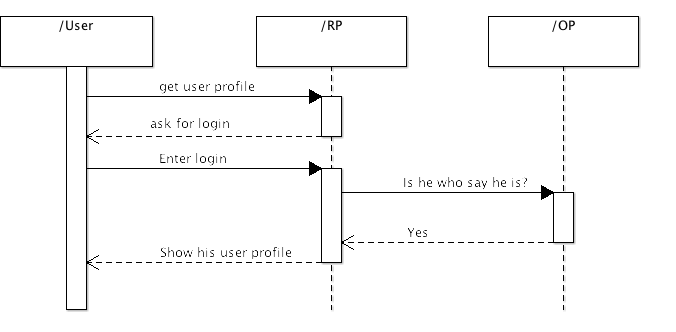 /User
/RP
/OP
get user profile
ask for login
Enter login
Is he who say he is?
Yes
Show his user profile